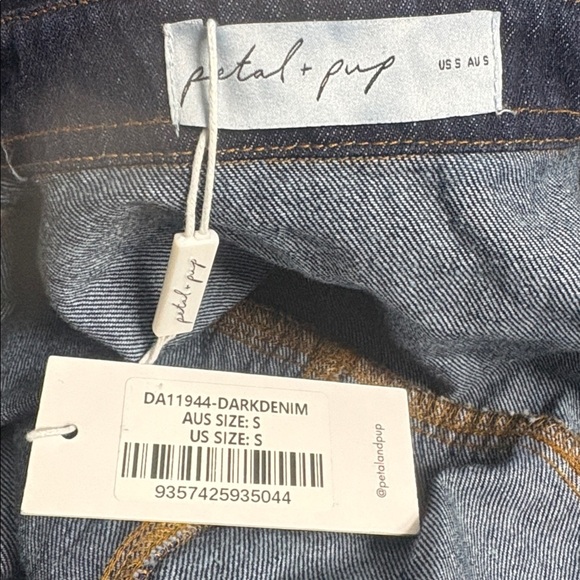 petal + pup
US S AU S
petal + pup
DA11944-DARKDENIM
AUS SIZE: S
US SIZE: S
9357425935044
@petalandpup